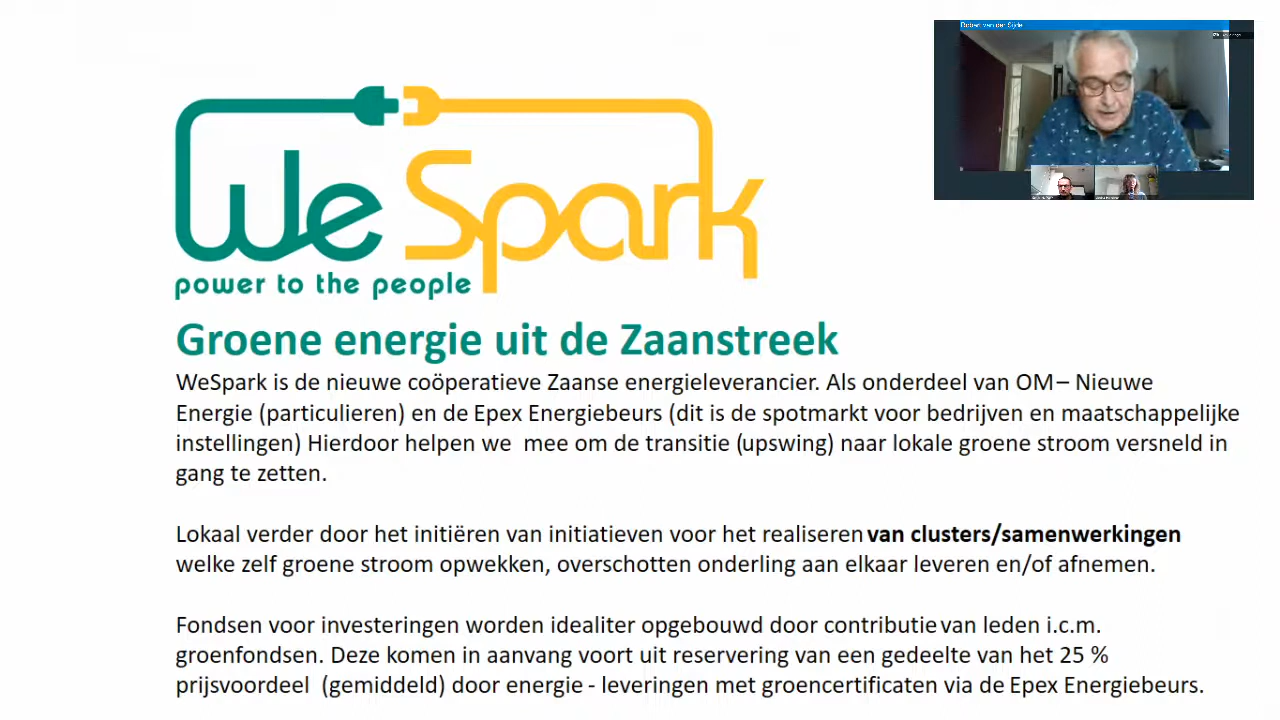 Robert van der Sijde
We Spark
power to the people
Groene energie uit de Zaanstreek
WeSpark is de nieuwe coöperatieve Zaanse energieleverancier. Als onderdeel van OM – Nieuwe
Energie (particulieren) en de Epex Energiebeurs (dit is de spotmarkt voor bedrijven en maatschappelijke
instellingen) Hierdoor helpen we mee om de transitie (upswing) naar lokale groene stroom versneld in
gang te zetten.
Lokaal verder door het initiëren van initiatieven voor het realiseren van clusters/samenwerkingen
welke zelf groene stroom opwekken, overschotten onderling aan elkaar leveren en/of afnemen.
Fondsen voor investeringen worden idealiter opgebouwd door contributie van leden i.c.m.
groenfondsen. Deze komen in aanvang voort uit reservering van een gedeelte van het 25 %
prijsvoordeel (gemiddeld) door energie - leveringen met groencertificaten via de Epex Energiebeurs.